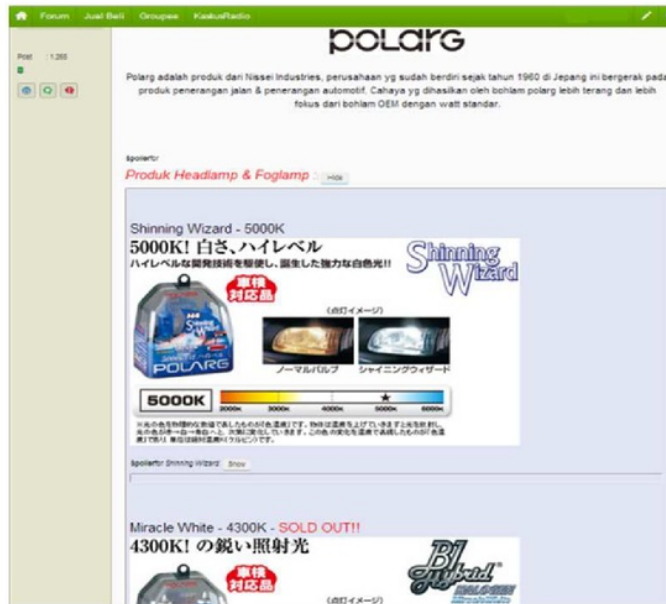 Forum Jual Beli Groupee KaskusRadio
POLARG
Post : 1.265
Polarg adalah produk dari Nissei Industries, perusahaan yg sudah berdiri sejak tahun 1960 di Jepang ini bergerak pada
produk penerangan jalan & penerangan automotif. Cahaya yg dihasilkan oleh bohlam polarg lebih terang dan lebih
fokus dari bohlam OEM dengan watt standar.
Spoiler for
Produk Headlamp & Foglamp : Hide
Shinning Wizard - 5000K
5000K! 白さ、ハイレベル
ハイレベルな開発技術を駆使し、誕生した強力な白色光!!
Shinning
Wizard
車検
対応品
(点灯イメージ)
Shinning
Wizard
POLARG
ノーマルバルブ シャイニングウィザード
5000K
2000K 3000K 4000K 5000K 6000K
Spoiler for Shinning Wizard: Show
Miracle White - 4300K - SOLD OUT!!
4300K! の鋭い照射光
B1
Hybrid
HALOGEN
車検
対応品
(点灯イメージ)